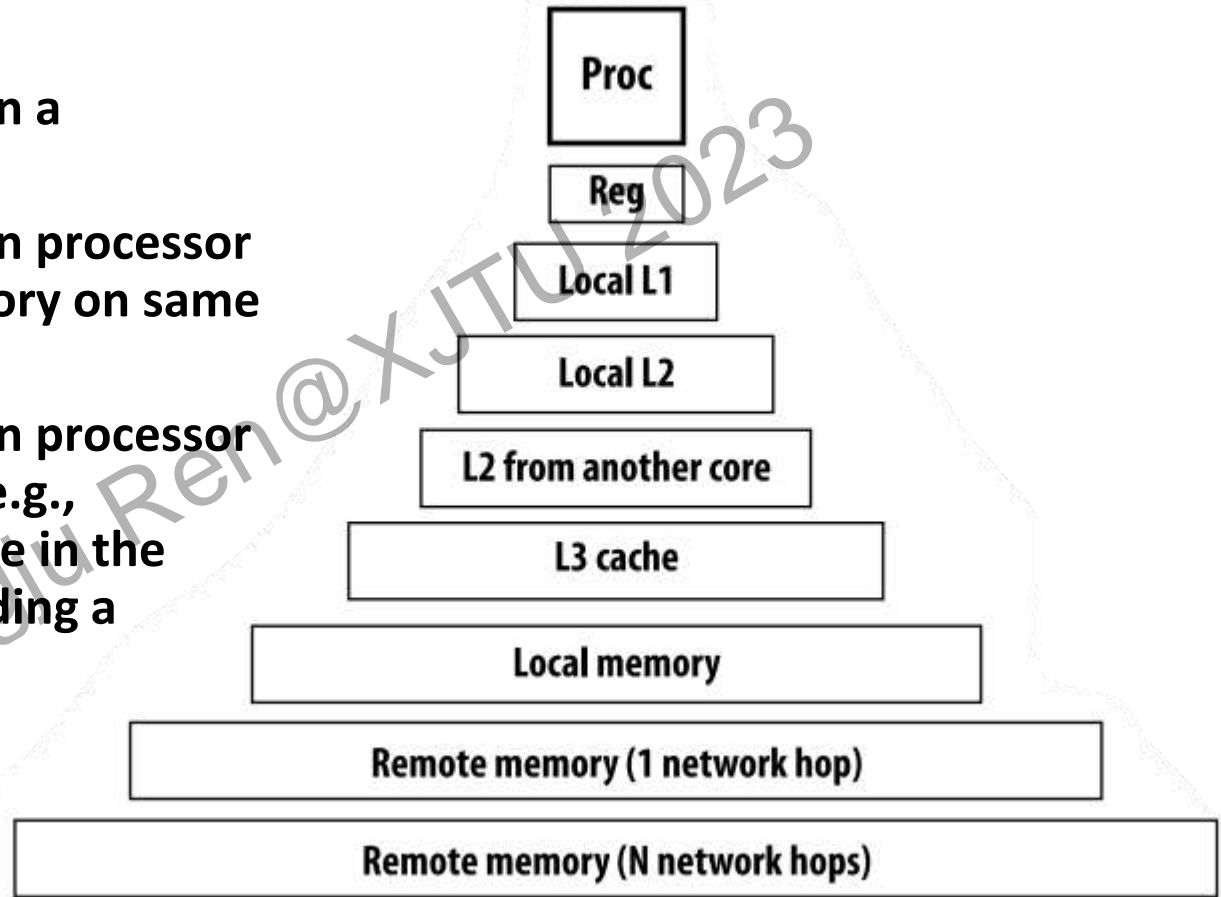 n a
n processor
ory on same
n processor
e.g.,
e in the
ding a
Proc
Reg
Local L1
Local L2
L2 from another core
L3 cache
Local memory
Remote memory (1 network hop)
Remote memory (N network hops)
Ren@XJTU 2023